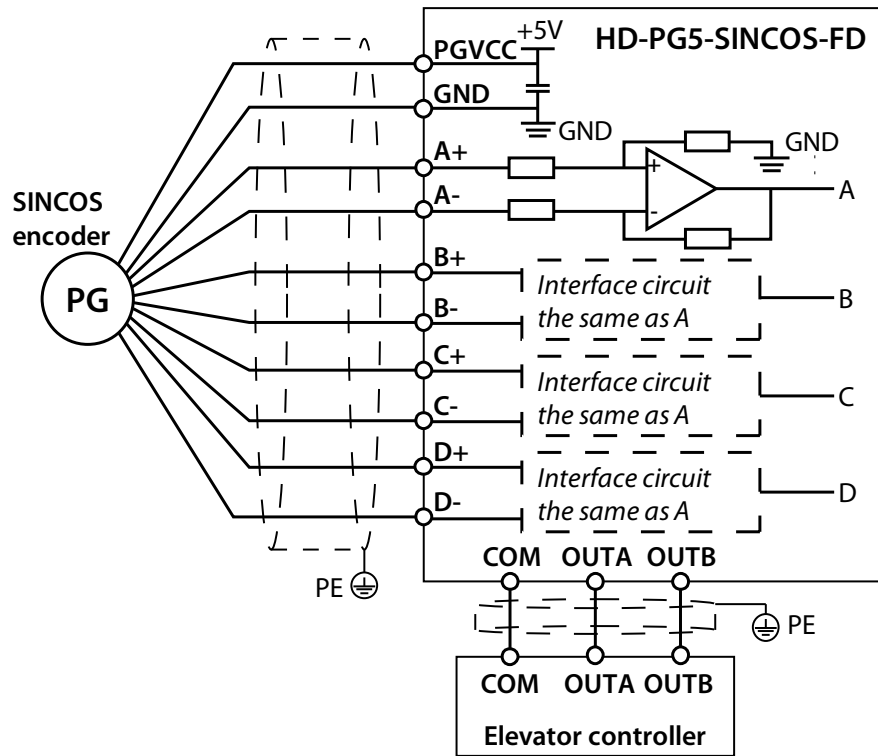 HD-PG5-SINCOS-FD
+5V
PGVCC
GND
GND
GND
A+
+
A
A-
-
SINCOS
encoder
PG
B+
Interface circuit
the same as A
B
B-
C+
Interface circuit
the same as A
C
C-
D+
Interface circuit
the same as A
D
D-
COM OUTA OUTB
PE
PE
COM OUTA OUTB
Elevator controller